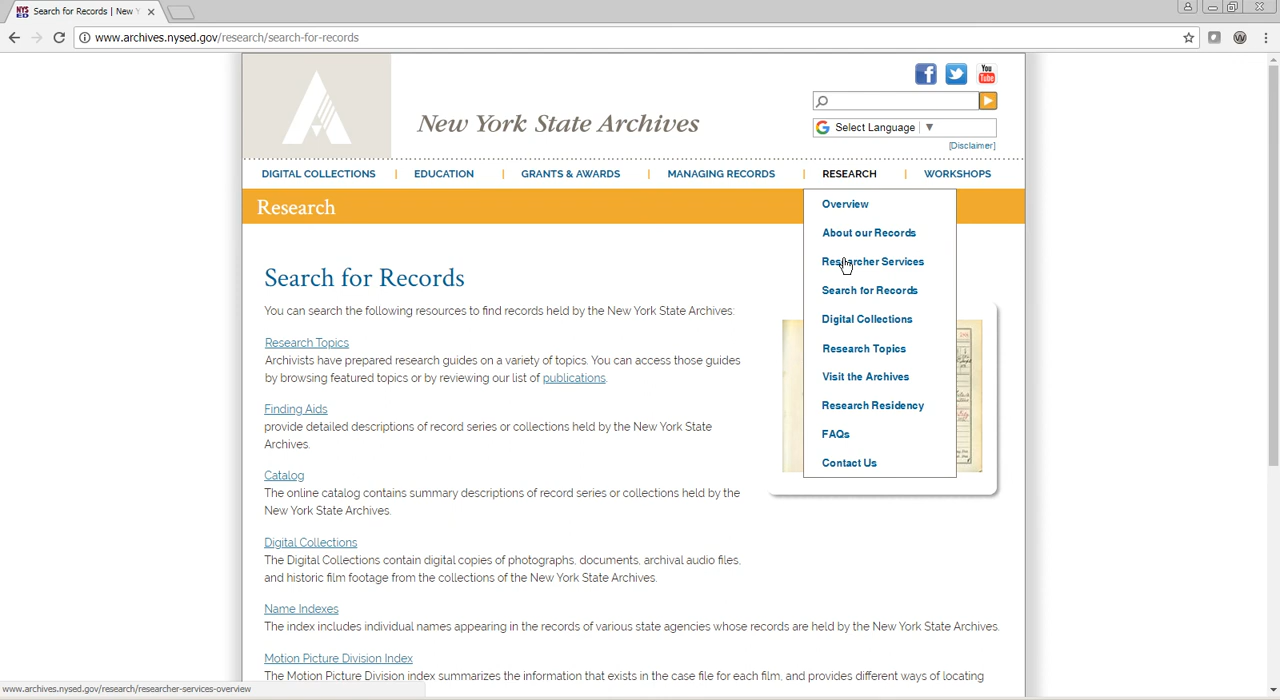 Search for Records | New Y
www.archives.nysed.gov/research/search-for-records
New York State Archives
You
Tube
Select Language ▼
[Disclaimer]
DIGITAL COLLECTIONS | EDUCATION | GRANTS & AWARDS | MANAGING RECORDS | RESEARCH | WORKSHOPS
Research
Overview
About our Records
Researcher Services
Search for Records
Digital Collections
Research Topics
Visit the Archives
Research Residency
FAQs
Contact Us
Search for Records
You can search the following resources to find records held by the New York State Archives:
Research Topics
Archivists have prepared research guides on a variety of topics. You can access those guides
by browsing featured topics or by reviewing our list of publications.
Finding Aids
provide detailed descriptions of record series or collections held by the New York State
Archives.
Catalog
The online catalog contains summary descriptions of record series or collections held by the
New York State Archives.
Digital Collections
The Digital Collections contain digital copies of photographs, documents, archival audio files,
and historic film footage from the collections of the New York State Archives.
Name Indexes
The index includes individual names appearing in the records of various state agencies whose records are held by the New York State Archives.
Motion Picture Division Index
The Motion Picture Division index summarizes the information that exists in the case file for each film, and provides different ways of locating
www.archives.nysed.gov/research/researcher-services-overview